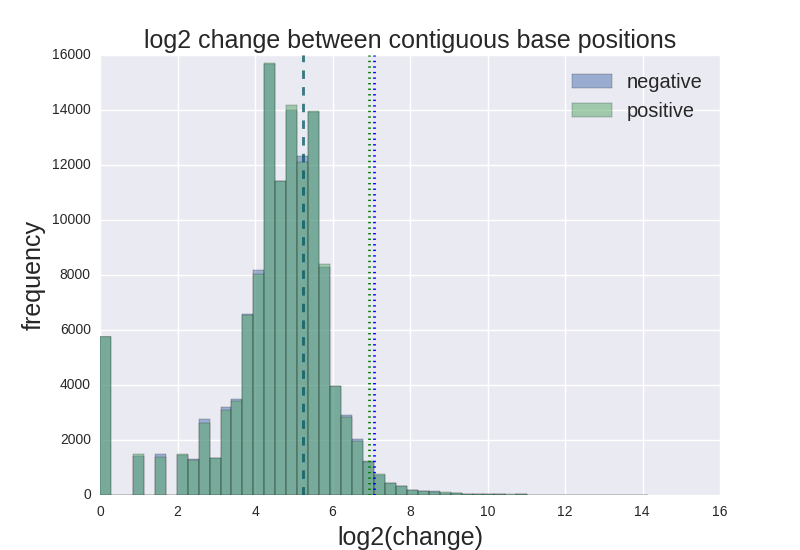 log2 change between contiguous base positions
16000
14000
12000
10000
8000
6000
4000
2000
0
frequency
negative
positive
0 2 4 6 8 10 12 14 16
log2(change)